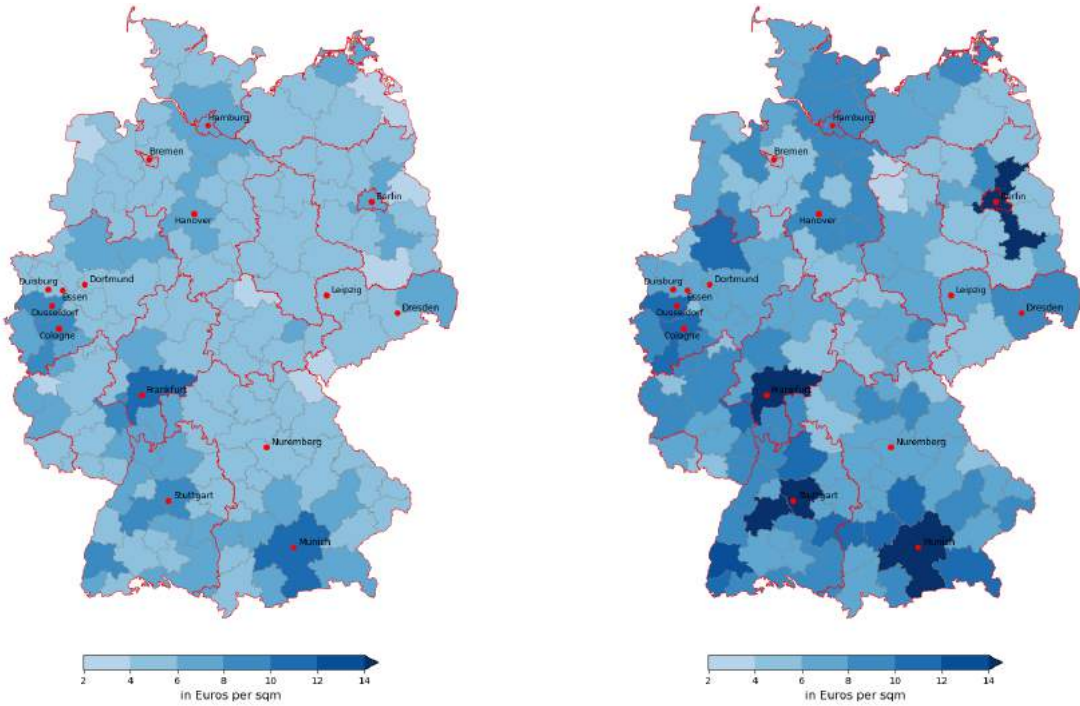 Hamburg
Bremen
Berlin
Hanover
Duisburg
Dortmund
Essen
Dusseldorf
Cologne
Leipzig
Dresden
Frankfurt
Nuremberg
Stuttgart
Munich
2 4 6 8 10 12 14
in Euros per sqm
Hamburg
Bremen
Berlin
Hanover
Duisburg
Dortmund
Essen
Dusseldorf
Cologne
Leipzig
Dresden
Frankfurt
Nuremberg
Stuttgart
Munich
2 4 6 8 10 12 14
in Euros per sqm